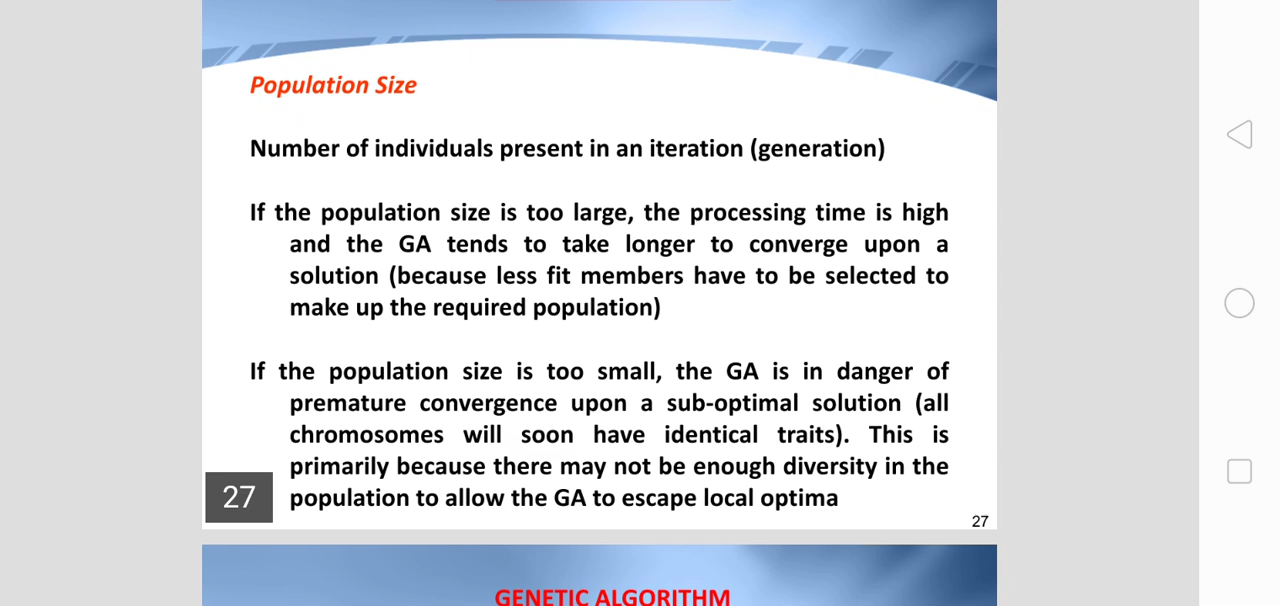 Population Size
Number of individuals present in an iteration (generation)
If the population size is too large, the processing time is high
and the GA tends to take longer to converge upon a
solution (because less fit members have to be selected to
make up the required population)
If the population size is too small, the GA is in danger of
premature convergence upon a sub-optimal solution (all
chromosomes will soon have identical traits). This is
primarily because there may not be enough diversity in the
population to allow the GA to escape local optima
27
27
GENETIC ALGORITHM